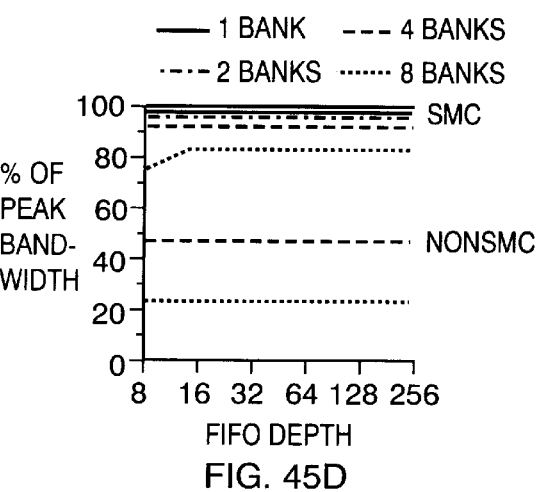 1 BANK
4 BANKS
2 BANKS
8 BANKS
100
80
60
40
20
0
% OF
PEAK
BAND-
WIDTH
SMC
NONSMC
8 16 32 64 128 256
FIFO DEPTH
FIG. 45D